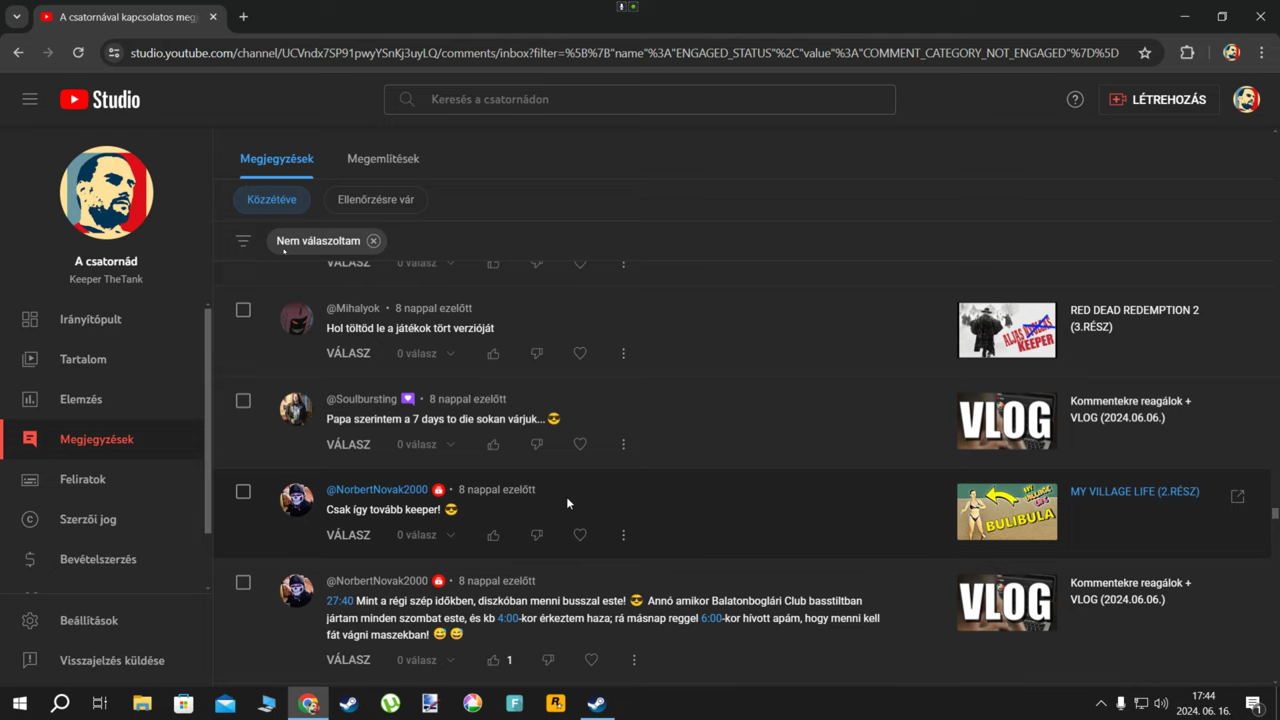 A csatornával kapcsolatos meg
studio.youtube.com/channel/UCVndx7SP91pwyYSnKj3uyLQ/comments/inbox?filter=%5B%7B"name"%3A"ENGAGED_STATUS"%2C"value"%3A"COMMENT_CATEGORY_NOT_ENGAGED"%7D%5D
Studio
Keresés a csatornádon
LÉTREHOZÁS
A csatornád
Keeper TheTank
Irányítópult
Tartalom
Elemzés
Megjegyzések
Feliratok
Szerzői jog
Bevételszerzés
Beállítások
Visszajelzés küldése
Megjegyzések
Megemlítések
Közzétéve
Ellenőrzésre vár
Nem válaszoltam
VÁLASZ 0 válasz
@Mihalyok • 8 nappal ezelőtt
Hol töltöd le a játékok tört verzióját
VÁLASZ 0 válasz
ALJAS KEEPER
RED DEAD REDEMPTION 2
(3.RÉSZ)
@Soulbursting • 8 nappal ezelőtt
Papa szerintem a 7 days to die sokan várjuk... 😎
VÁLASZ 0 válasz
VLOG
Kommentekre reagálok +
VLOG (2024.06.06.)
@NorbertNovak2000 • 8 nappal ezelőtt
Csak így tovább keeper! 😎
VÁLASZ 0 válasz
MY VILLAGE LIFE
BULIBULA
MY VILLAGE LIFE (2.RÉSZ)
@NorbertNovak2000 • 8 nappal ezelőtt
27:40 Mint a régi szép időkben, diszkóban menni busszal este! 😎 Annó amikor Balatonboglári Club basstiltban
jártam minden szombat este, és kb 4:00-kor érkeztem haza; rá másnap reggel 6:00-kor hívott apám, hogy menni kell
fát vágni maszekban! 😅 😅
VÁLASZ 0 válasz 1
VLOG
Kommentekre reagálok +
VLOG (2024.06.06.)
17:44
2024. 06. 16.
1